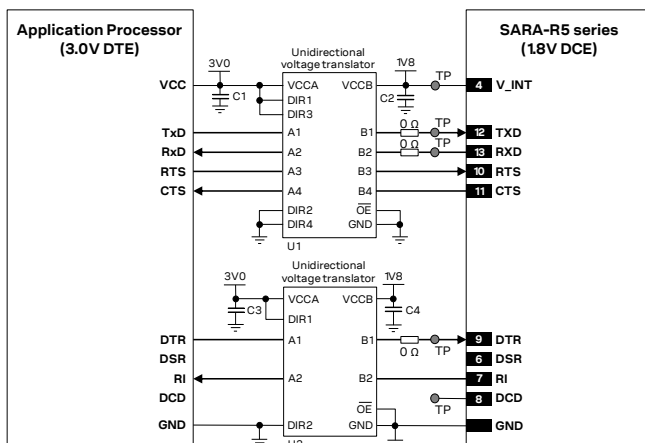 Application Processor
(3.0V DTE)
SARA-R5 series
(1.8V DCE)
Unidirectional
voltage translator
3V0
1V8
VCC
C1
VCCA
DIR1
DIR3
VCCB
C2
TP
4 V_INT
TxD
A1
B1
0 Ω
TP
12 TXD
RxD
A2
B2
0 Ω
TP
13 RXD
RTS
A3
B3
10 RTS
CTS
A4
B4
11 CTS
DIR2
DIR4
OE
GND
U1
Unidirectional
voltage translator
3V0
1V8
VCCA
VCCB
C3
DIR1
C4
DTR
A1
B1
0 Ω
TP
9 DTR
DSR
6 DSR
RI
A2
B2
7 RI
DCD
TP
8 DCD
OE
GND
DIR2
GND
GND